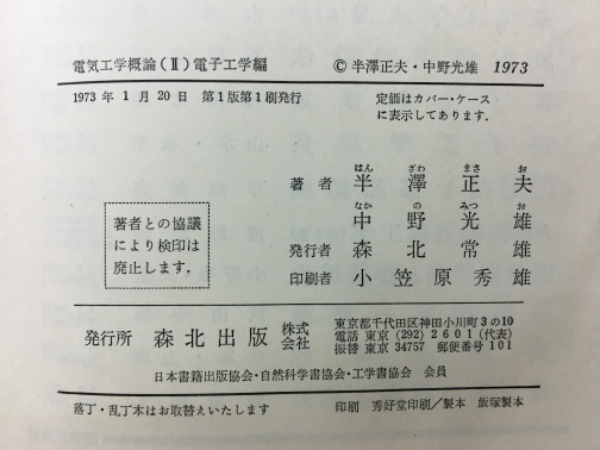 電気工学概論(Ⅱ)電子工学編 © 半澤正夫・中野光雄 1973
1973年1月20日 第1版第1刷発行
定価はカバー・ケース
に表示してあります.
はん ざわ まさ お
著者 半澤正夫
なか の みつ お
中野光雄
発行者 森北常雄
印刷者 小笠原秀雄
著者との協議
により検印は
廃止します.
発行所 森北出版 株式会社
東京都千代田区神田小川町3の10
電話 東京(292)2601(代表)
振替 東京 34757 郵便番号 101
日本書籍出版協会・自然科学書協会・工学書協会 会員
落丁・乱丁本はお取替えいたします 印刷 秀好堂印刷/製本 飯塚製本